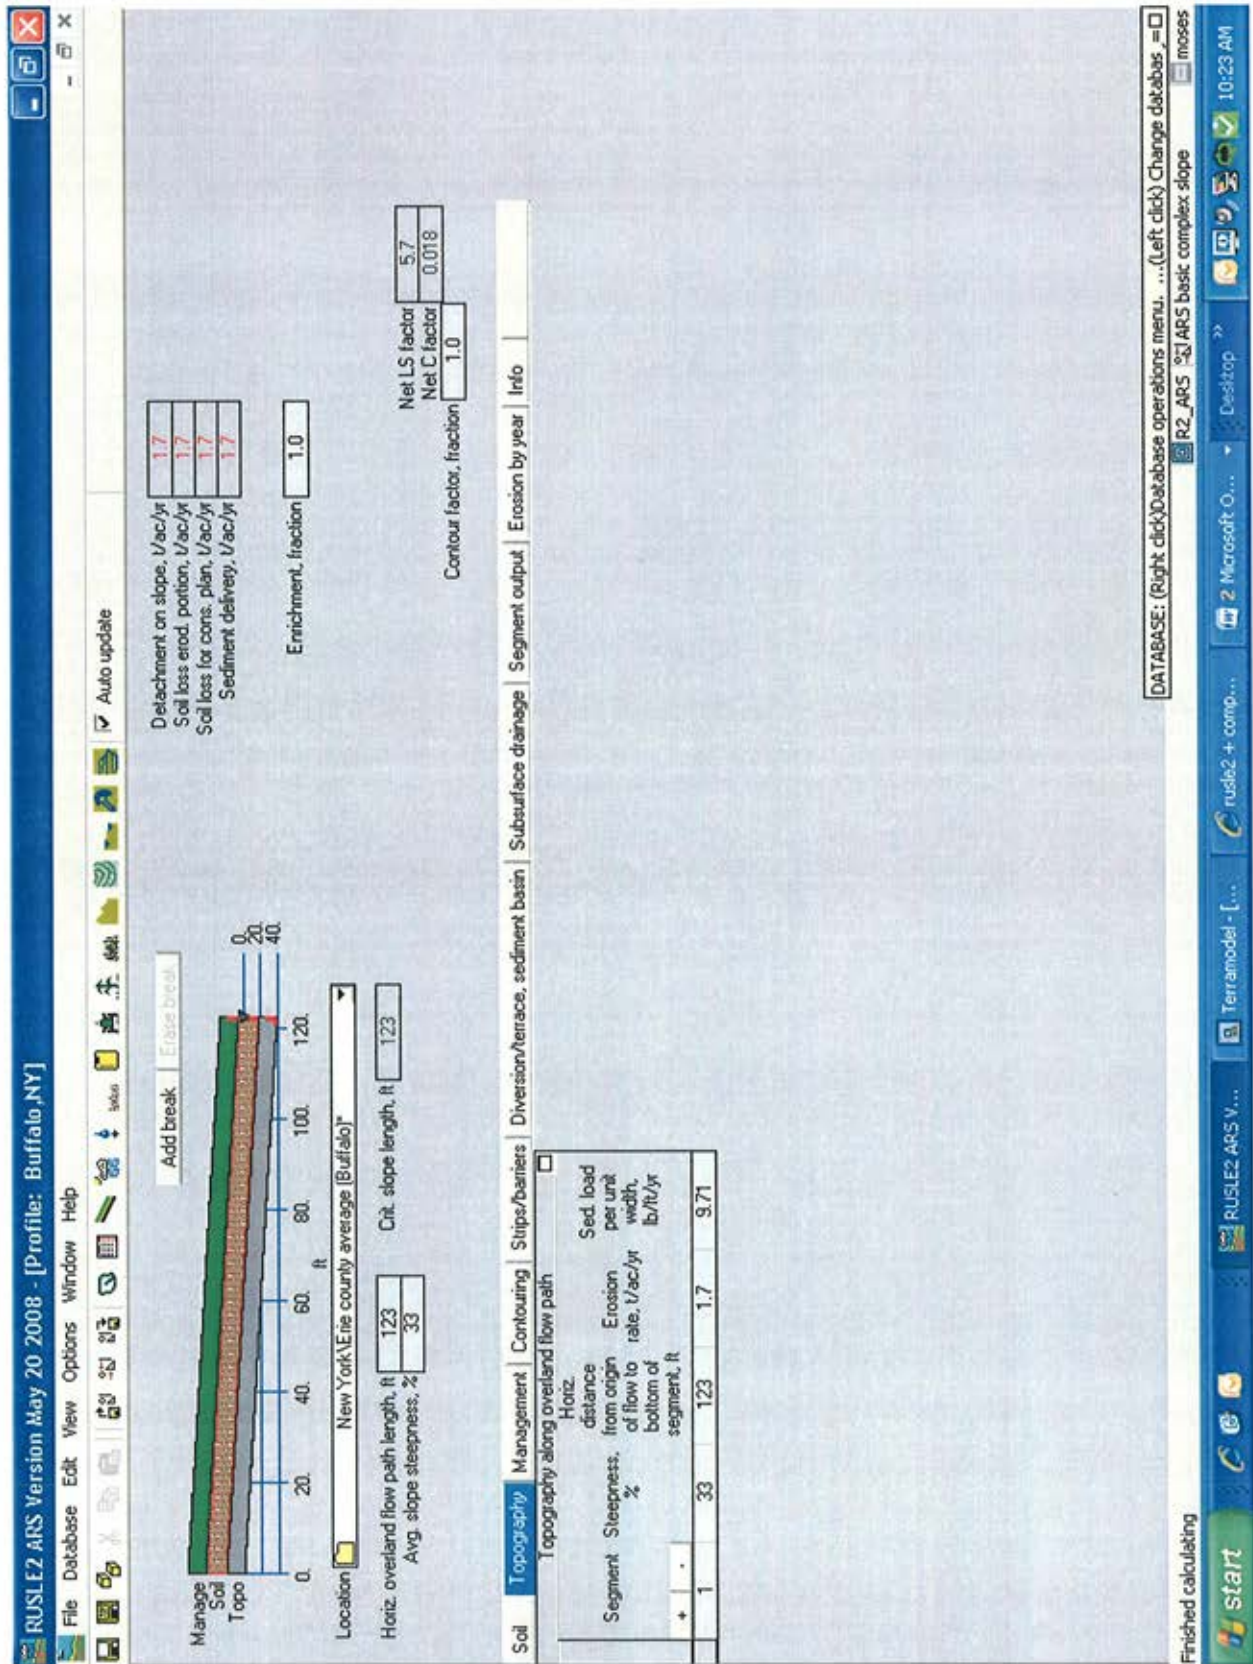 RUSLE2 ARS Version May 20 2008 - [Profile: Buffalo,NY]
File Database Edit View Options Window Help
Auto update
Add break Erase break
Manage
Soil
Topo
0.
20.
40.
0. 20. 40. 60. 80. 100. 120.
ft
Detachment on slope, t/ac/yr 1.7
Soil loss erod. portion, t/ac/yr 1.7
Soil loss for cons. plan, t/ac/yr 1.7
Sediment delivery, t/ac/yr 1.7
Location New York\Erie county average (Buffalo)*
Enrichment, fraction 1.0
Horiz. overland flow path length, ft 123 Crit. slope length, ft 123
Avg. slope steepness, % 33
Net LS factor 5.7
Net C factor 0.018
Contour factor, fraction 1.0
Soil Topography Management Contouring Strips/barriers Diversion/terrace, sediment basin Subsurface drainage Segment output Erosion by year Info
Topography along overland flow path
Segment Steepness, % Horiz. distance from origin of flow to bottom of segment, ft Erosion rate, t/ac/yr Sed. load per unit width, lb/ft/yr
+ -
1 33 123 1.7 9.71
DATABASE: (Right click)Database operations menu. ...(Left click) Change databas_=
Finished calculating R2_ARS ARS basic complex slope moses
start RUSLE2 ARS V... Terramodel - [... rusle2 + comp... 2 Microsoft O... Desktop » 10:23 AM